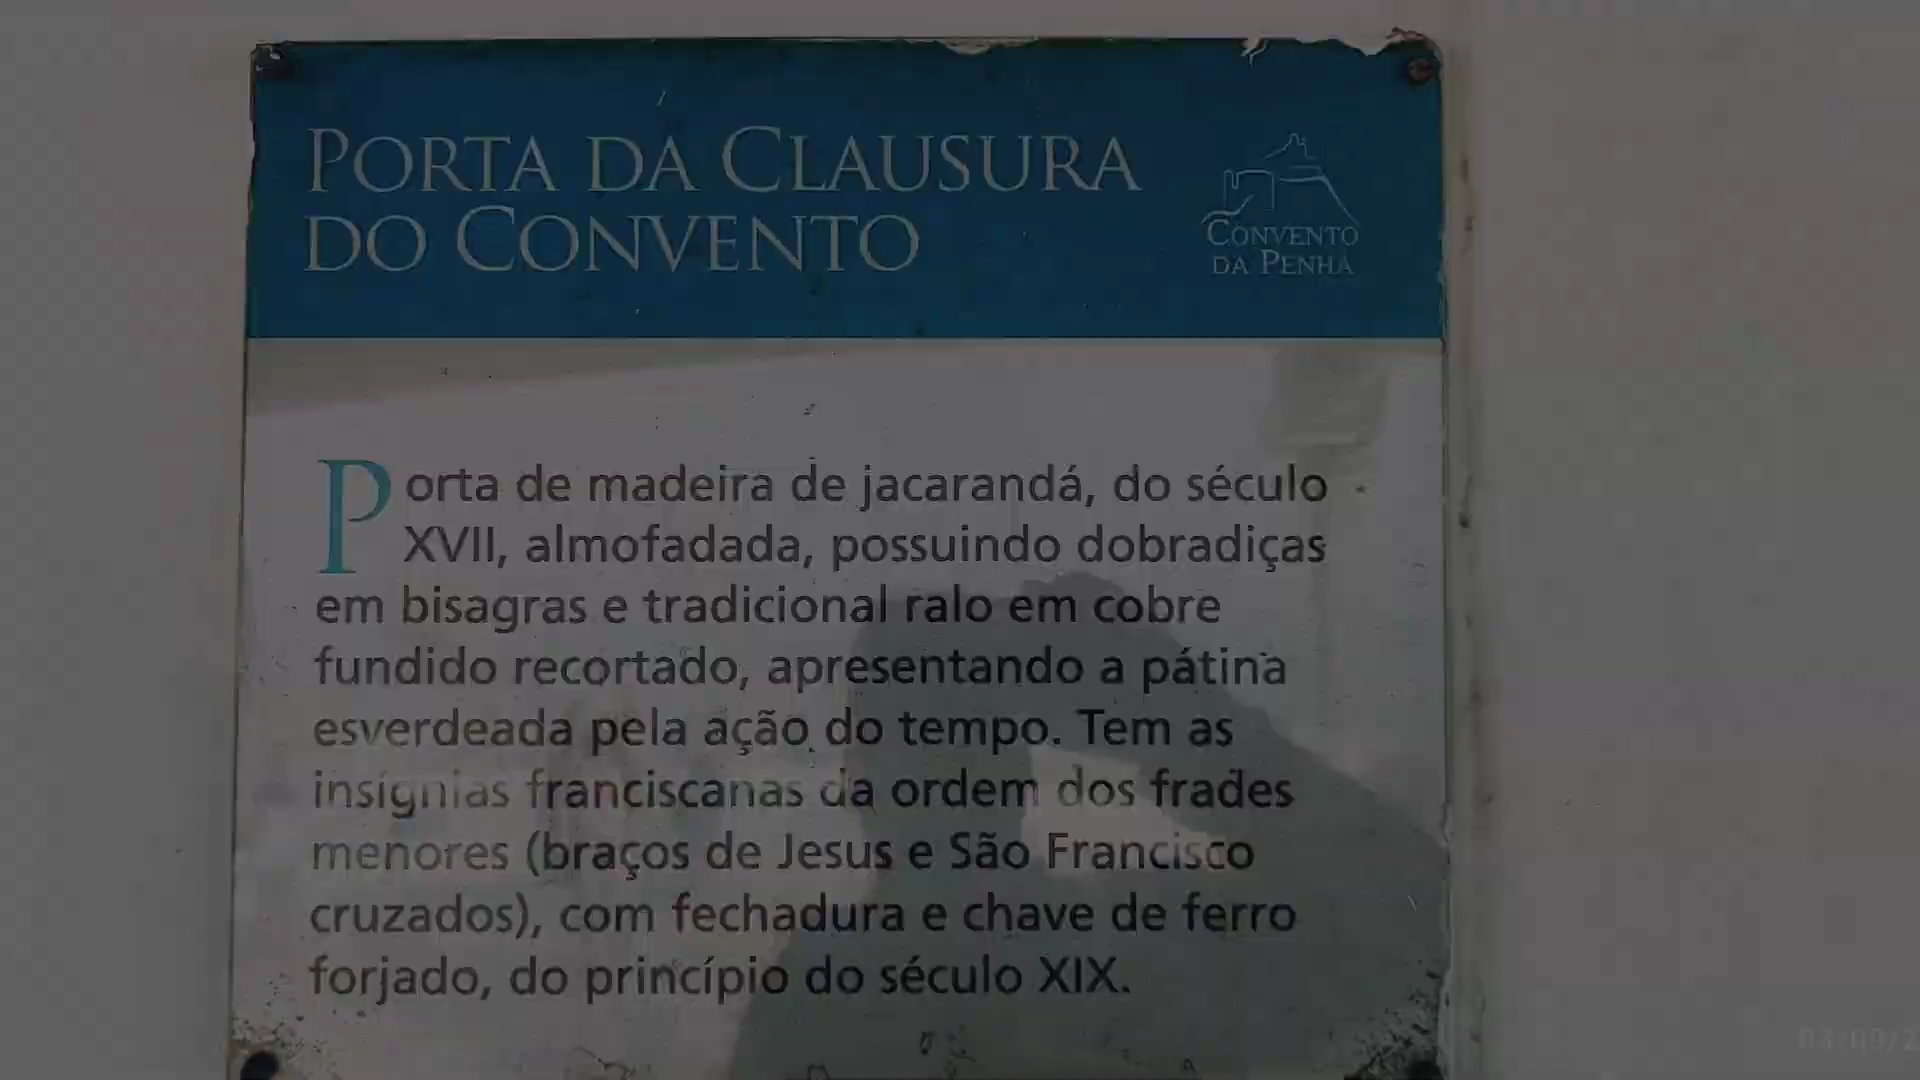 PORTA DA CLAUSURA
DO CONVENTO
CONVENTO
DA PENHA
Porta de madeira de jacarandá, do século
XVII, almofadada, possuindo dobradiças
em bisagras e tradicional ralo em cobre
fundido recortado, apresentando a pátina
esverdeada pela ação do tempo. Tem as
insígnias franciscanas da ordem dos frades
menores (braços de Jesus e São Francisco
cruzados), com fechadura e chave de ferro
forjado, do princípio do século XIX.